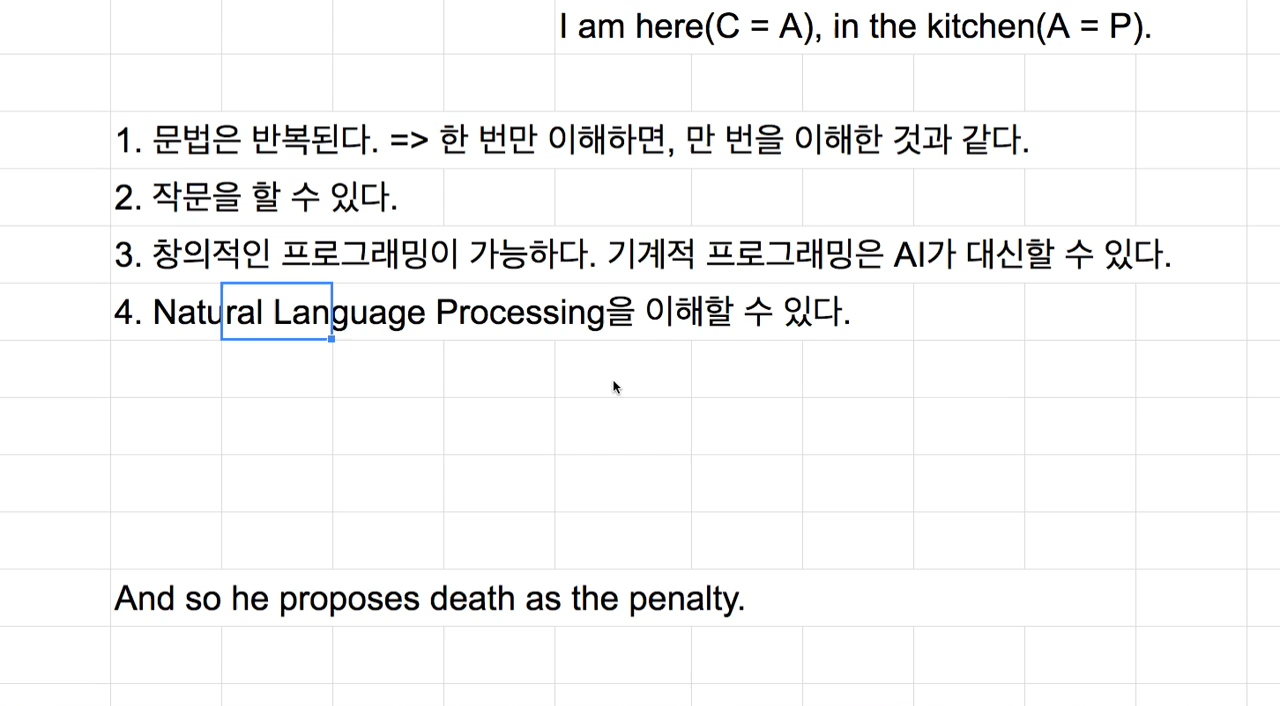 I am here(C = A), in the kitchen(A = P).
1. 문법은 반복된다. => 한 번만 이해하면, 만 번을 이해한 것과 같다.
2. 작문을 할 수 있다.
3. 창의적인 프로그래밍이 가능하다. 기계적 프로그래밍은 AI가 대신할 수 있다.
4. Natural Language Processing을 이해할 수 있다.
And so he proposes death as the penalty.